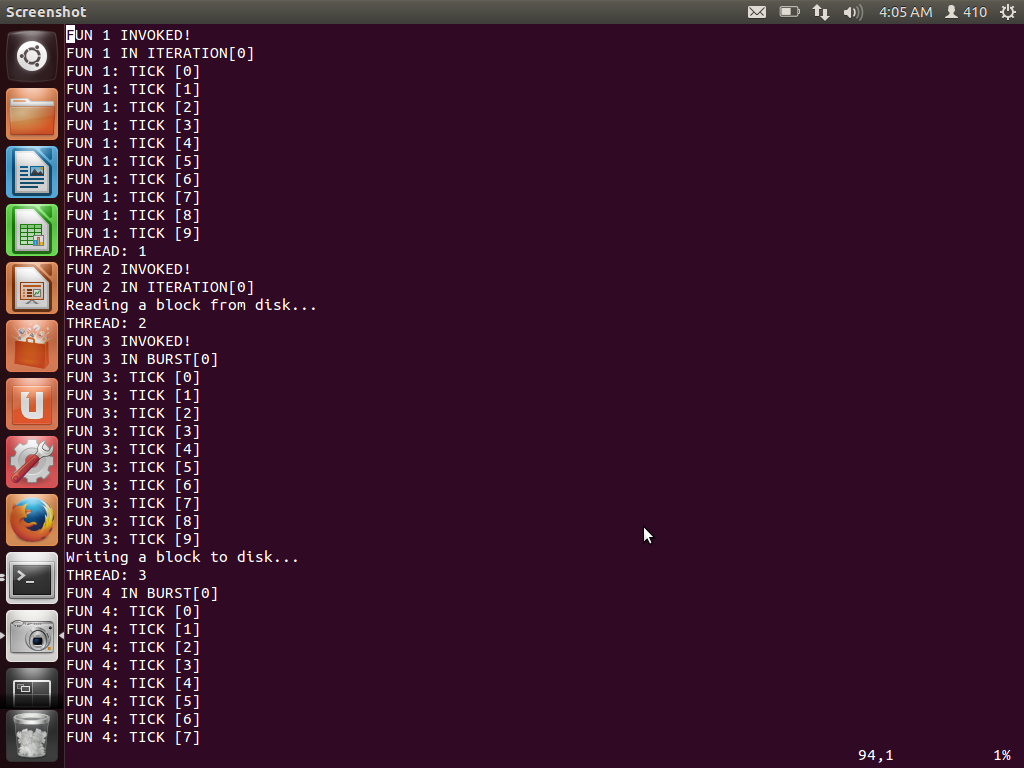 Screenshot
4:05 AM
410
FUN 1 INVOKED!
FUN 1 IN ITERATION[0]
FUN 1: TICK [0]
FUN 1: TICK [1]
FUN 1: TICK [2]
FUN 1: TICK [3]
FUN 1: TICK [4]
FUN 1: TICK [5]
FUN 1: TICK [6]
FUN 1: TICK [7]
FUN 1: TICK [8]
FUN 1: TICK [9]
THREAD: 1
FUN 2 INVOKED!
FUN 2 IN ITERATION[0]
Reading a block from disk...
THREAD: 2
FUN 3 INVOKED!
FUN 3 IN BURST[0]
FUN 3: TICK [0]
FUN 3: TICK [1]
FUN 3: TICK [2]
FUN 3: TICK [3]
FUN 3: TICK [4]
FUN 3: TICK [5]
FUN 3: TICK [6]
FUN 3: TICK [7]
FUN 3: TICK [8]
FUN 3: TICK [9]
Writing a block to disk...
THREAD: 3
FUN 4 IN BURST[0]
FUN 4: TICK [0]
FUN 4: TICK [1]
FUN 4: TICK [2]
FUN 4: TICK [3]
FUN 4: TICK [4]
FUN 4: TICK [5]
FUN 4: TICK [6]
FUN 4: TICK [7]
94,1 1%